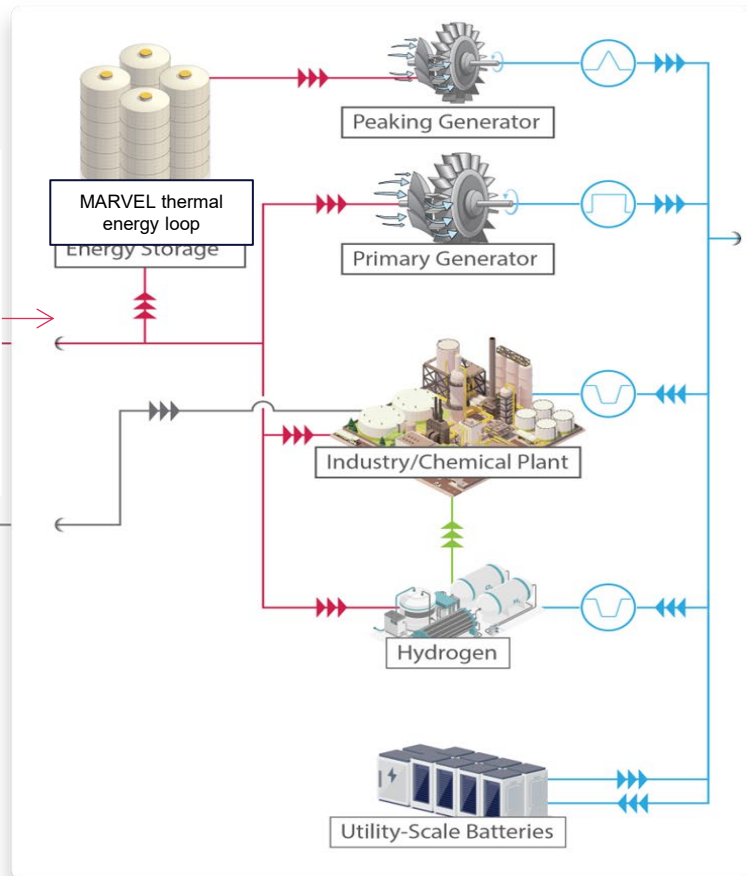 Peaking Generator
MARVEL thermal
energy loop
Energy Storage
Primary Generator
Industry/Chemical Plant
Hydrogen
Utility-Scale Batteries